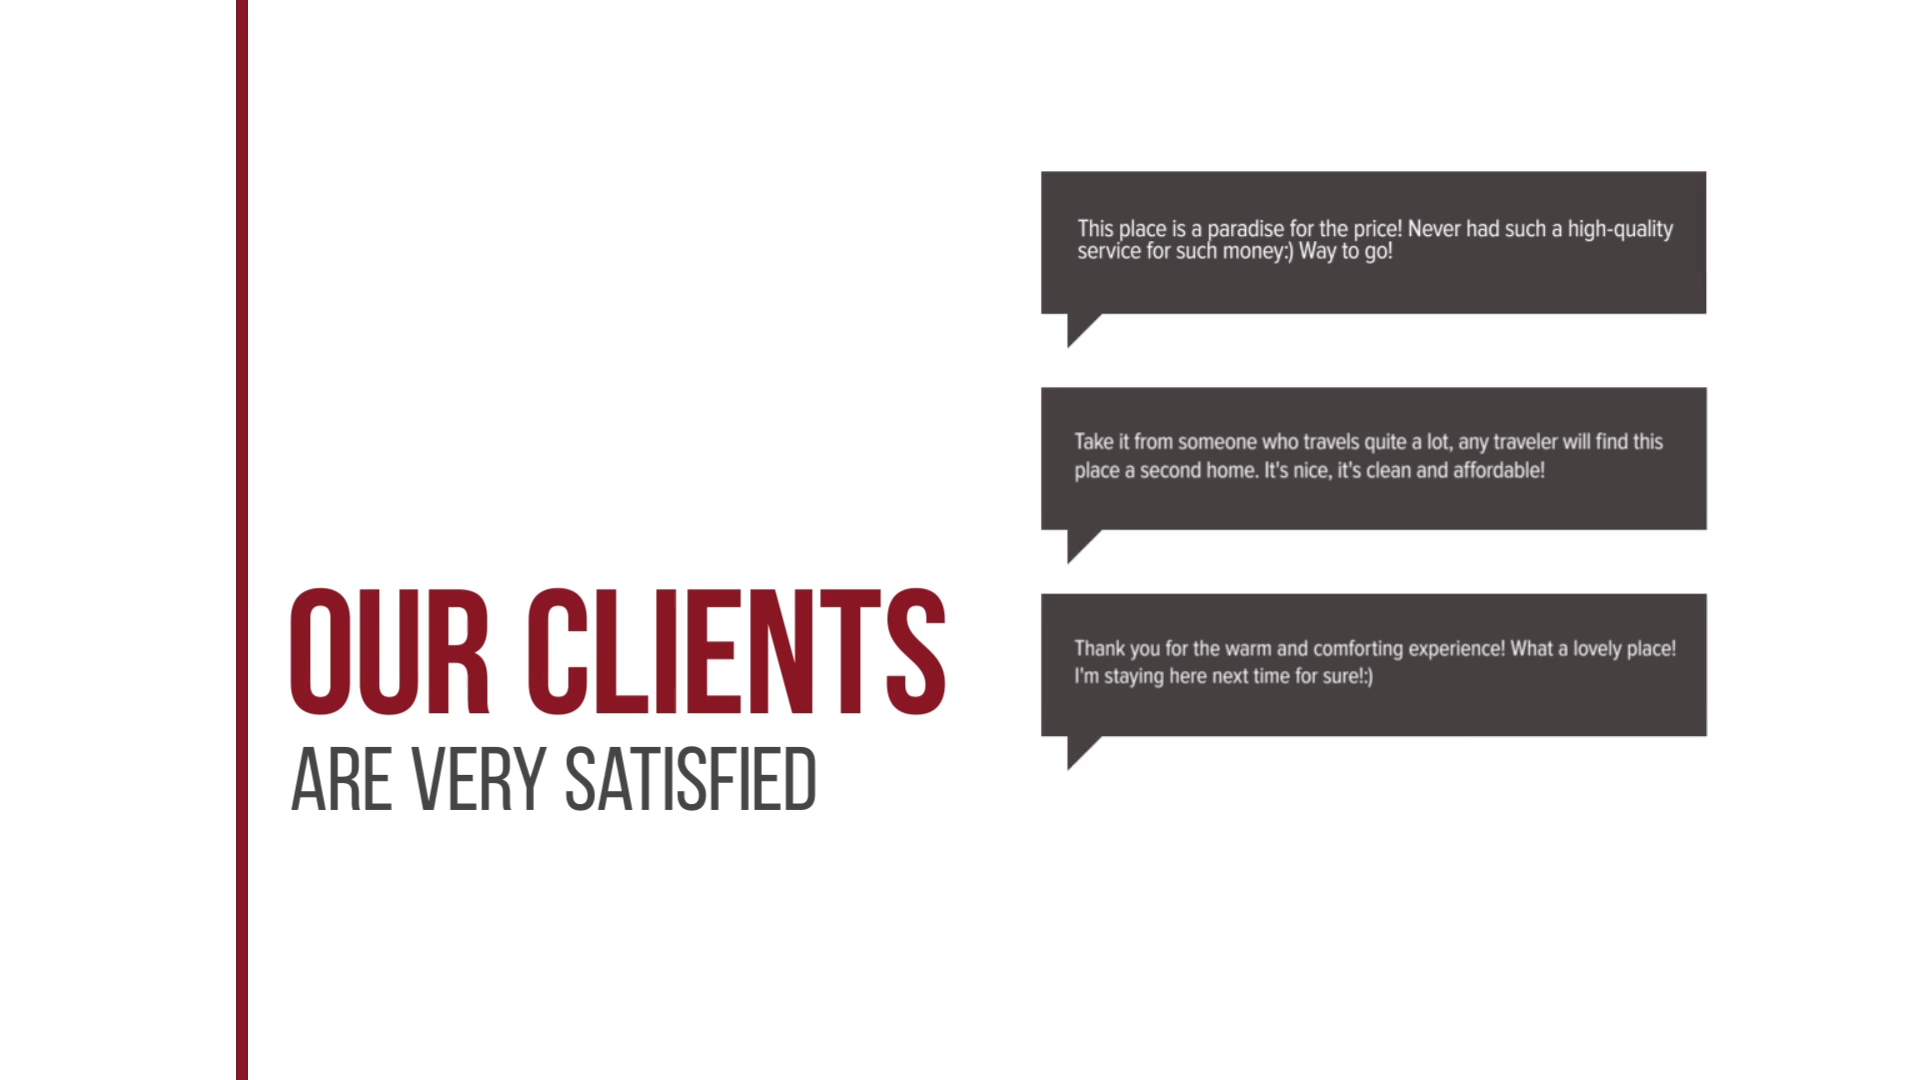 This place is a paradise for the price! Never had such a high-quality
service for such money:) Way to go!
Take it from someone who travels quite a lot, any traveler will find this
place a second home. It's nice, it's clean and affordable!
OUR CLIENTS
ARE VERY SATISFIED
Thank you for the warm and comforting experience! What a lovely place!
I'm staying here next time for sure!:)